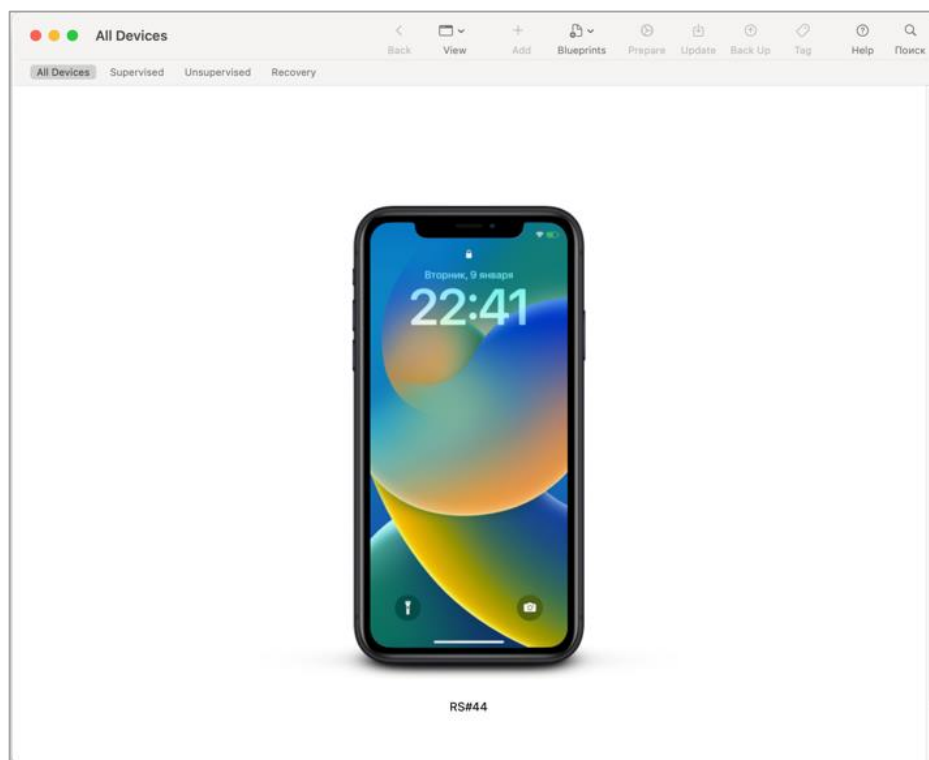 All Devices
Back View Add Blueprints Prepare Update Back Up Tag Help Поиск
All Devices Supervised Unsupervised Recovery
Вторник, 9 января
22:41
RS#44